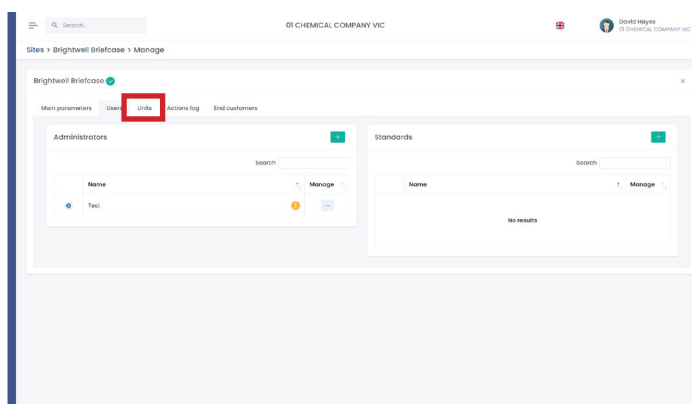 Search..
01 CHEMICAL COMPANY VIC
David Hayes
01 CHEMICAL COMPANY VIC
Sites > Brightwell Briefcase > Manage
Brightwell Briefcase
Main parameters Users Units Actions log End customers
Administrators
Search
Name Manage
Test
Standards
Search
Name Manage
No results